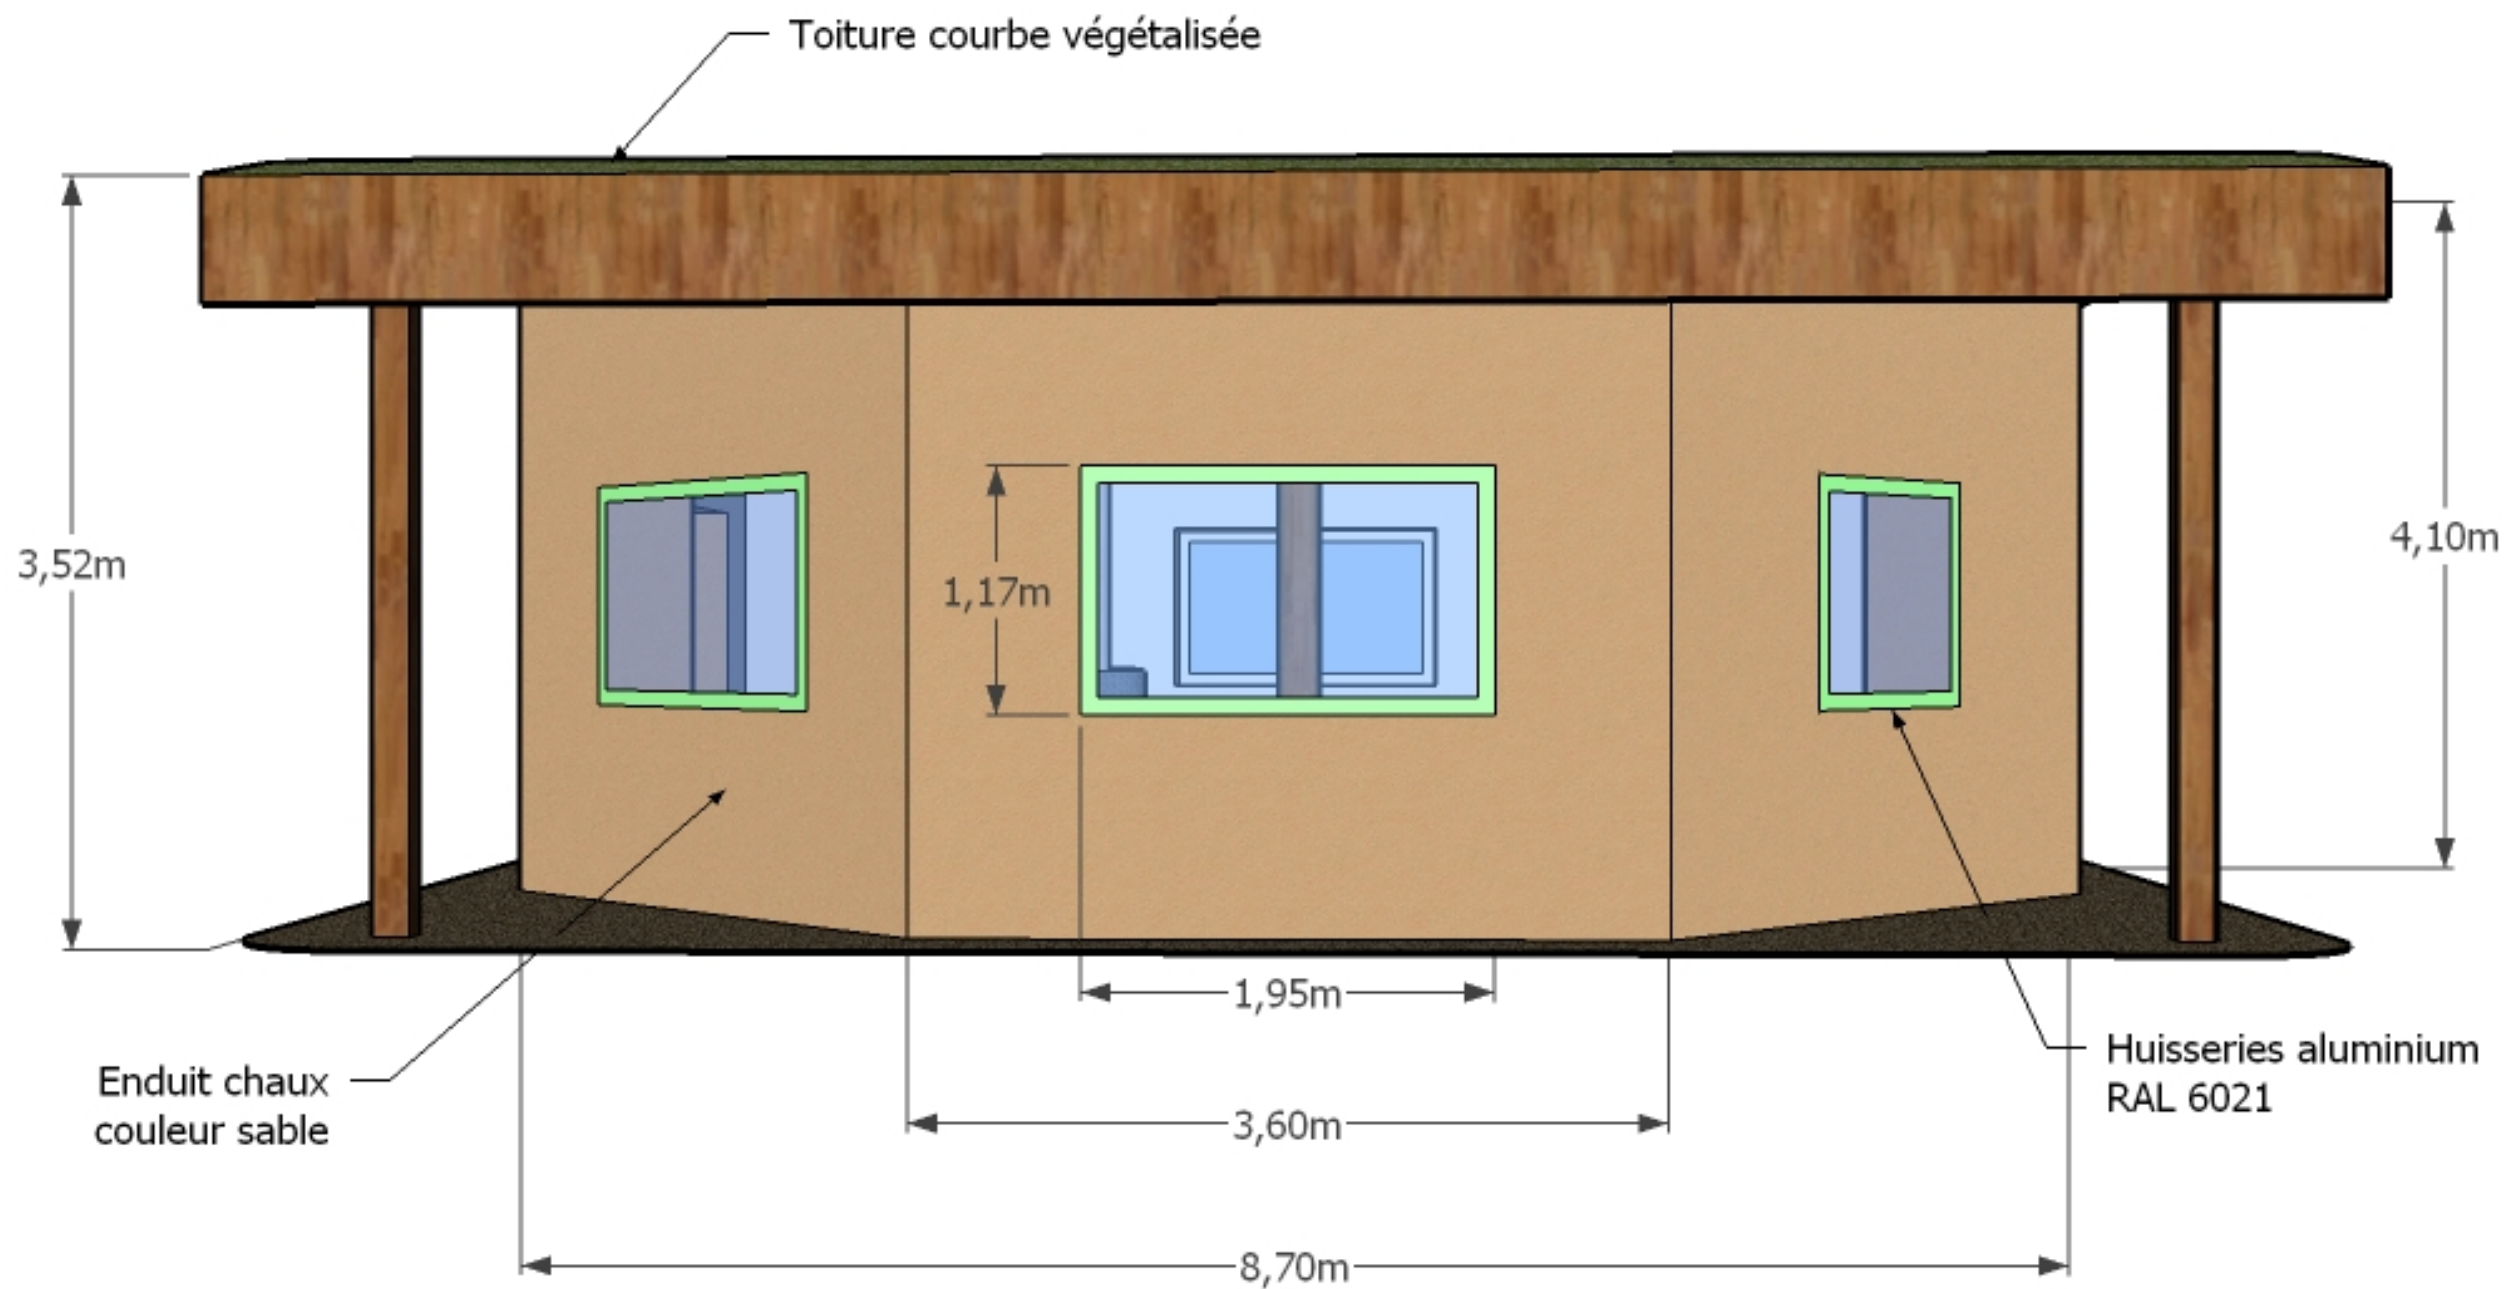 Toiture courbe végétalisée
3,52m
4,10m
1,17m
1,95m
Enduit chaux
couleur sable
Huisseries aluminium
RAL 6021
3,60m
8,70m